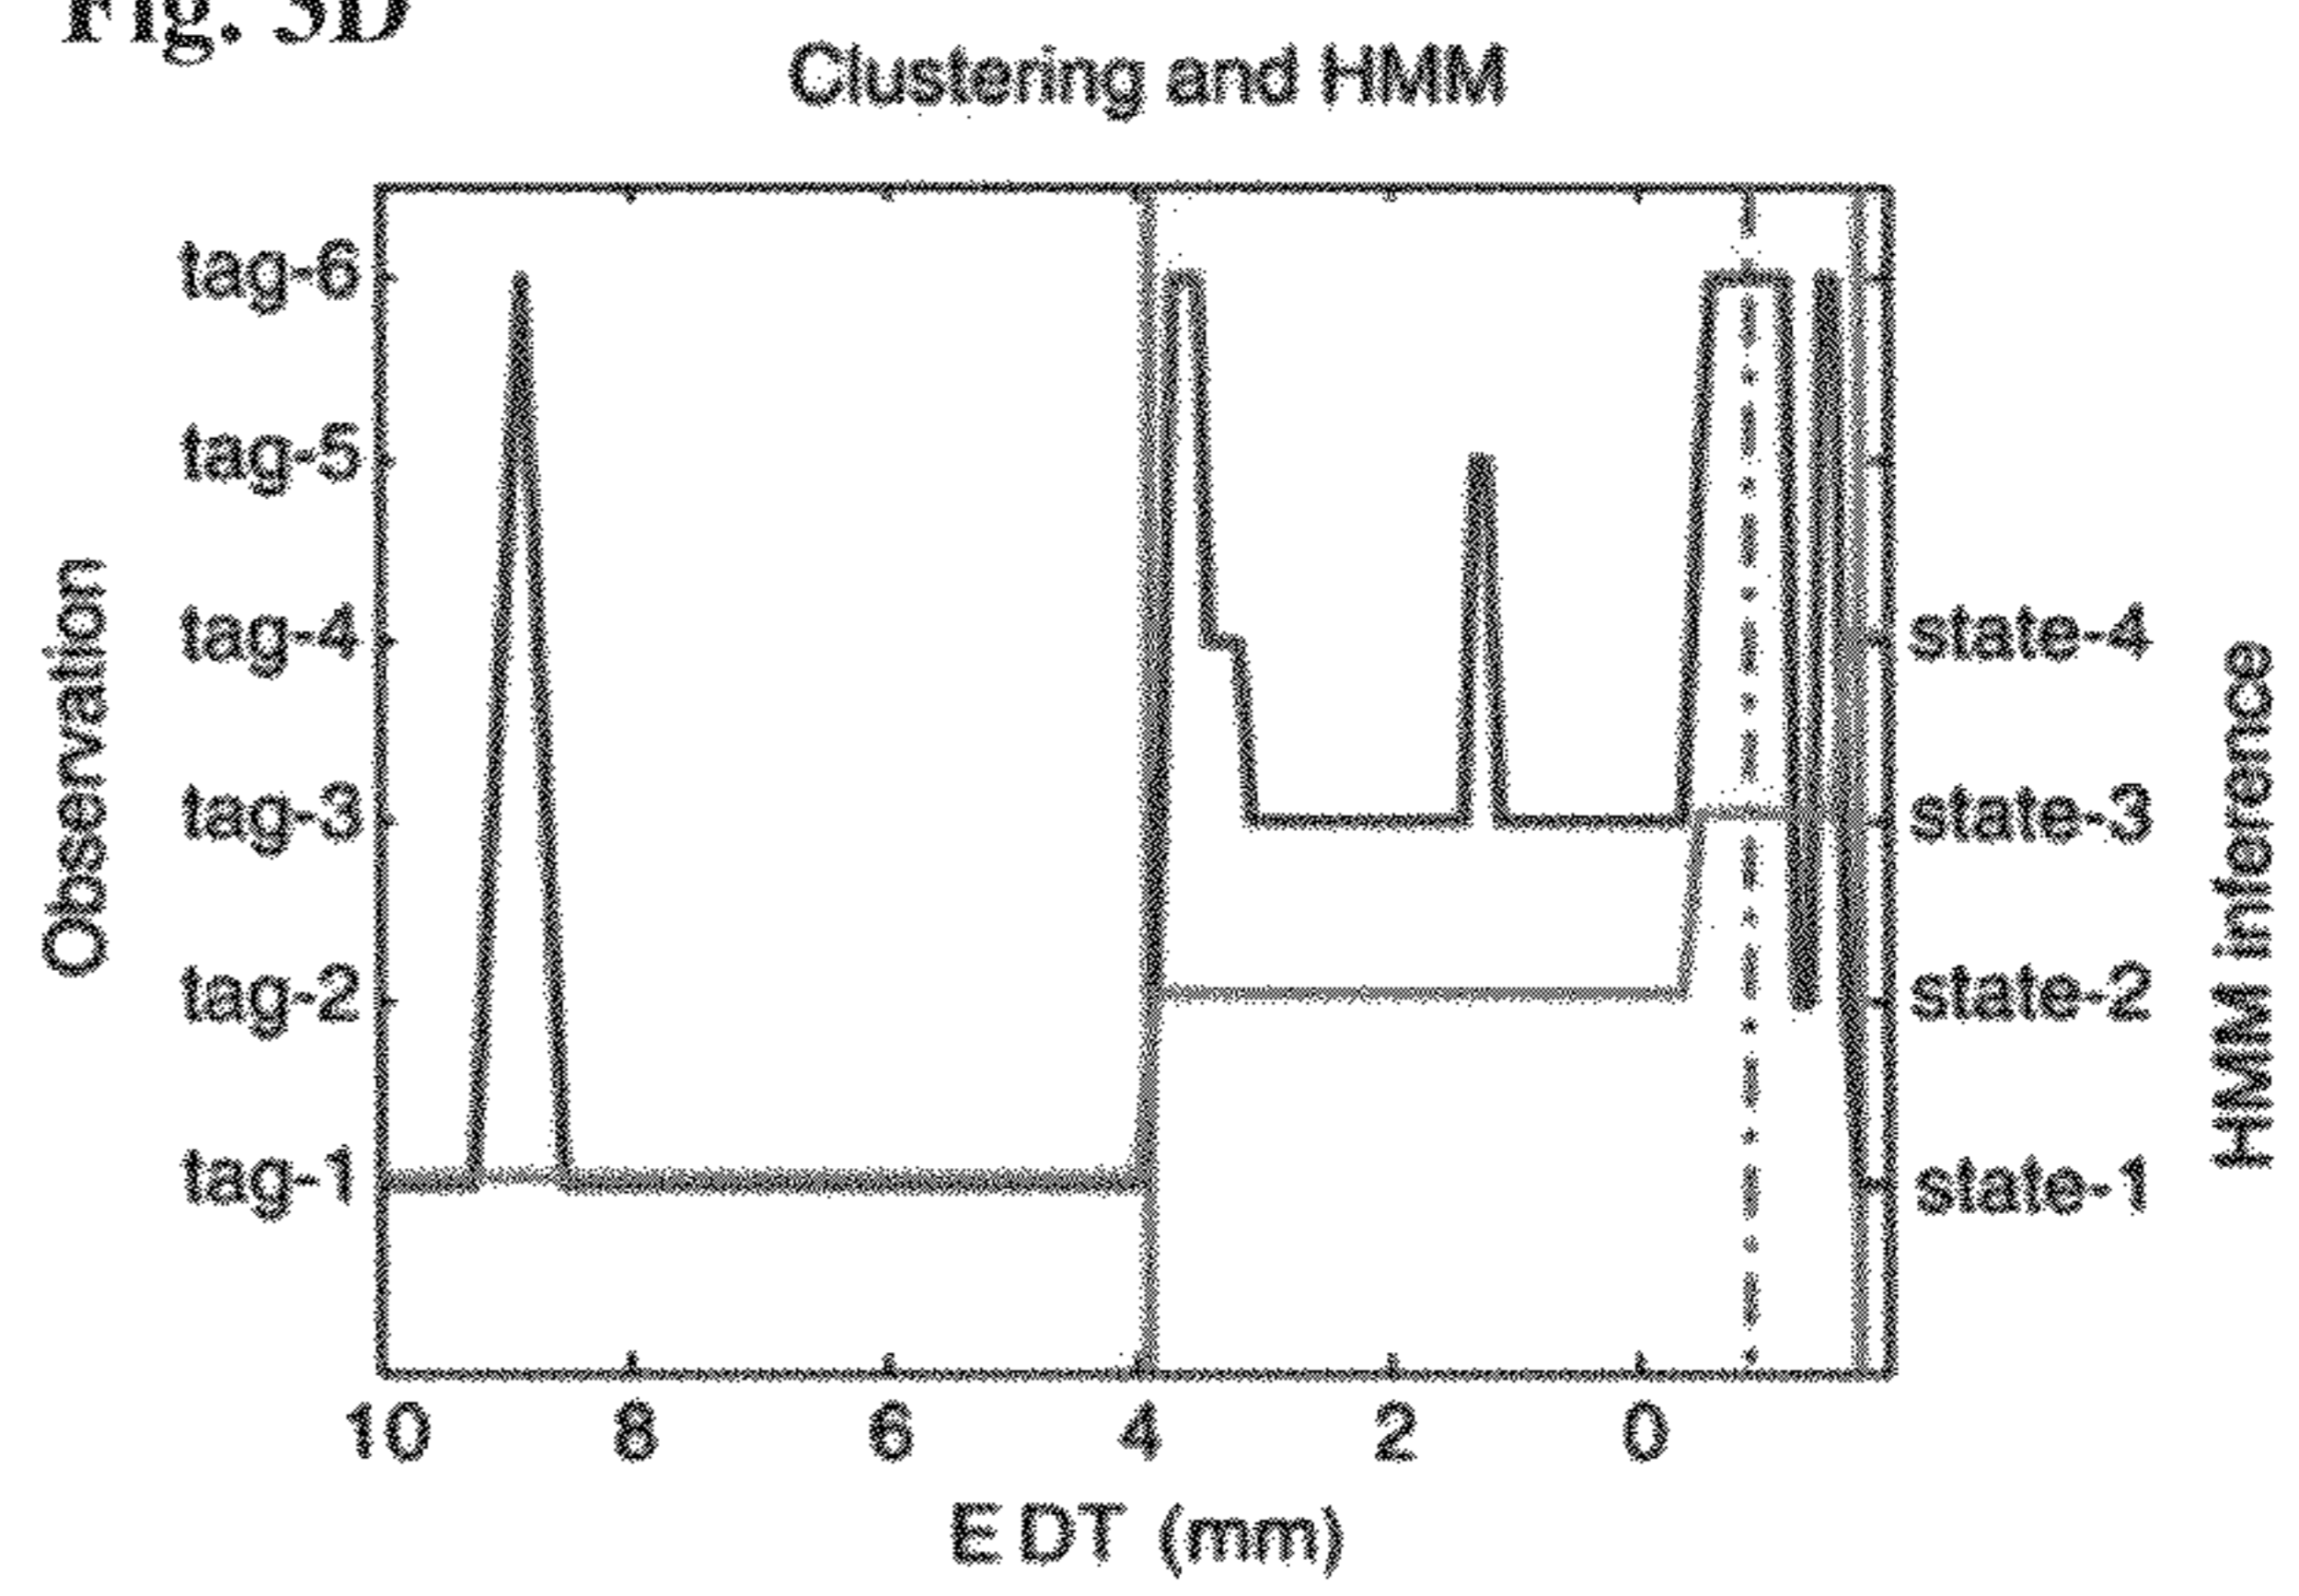 Fig. 3D
Clustering and HMM
Observation
tag-6
tag-5
tag-4
tag-3
tag-2
tag-1
state-4
state-3
state-2
state-1
HMM inference
10 8 6 4 2 0
EDT (mm)